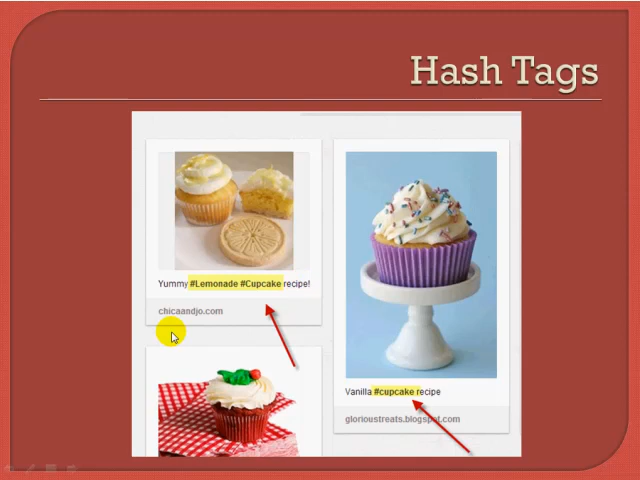 Hash Tags
Yummy #Lemonade #Cupcake recipe!
chicaandjo.com
Vanilla #cupcake recipe
glorioustreats.blogspot.com